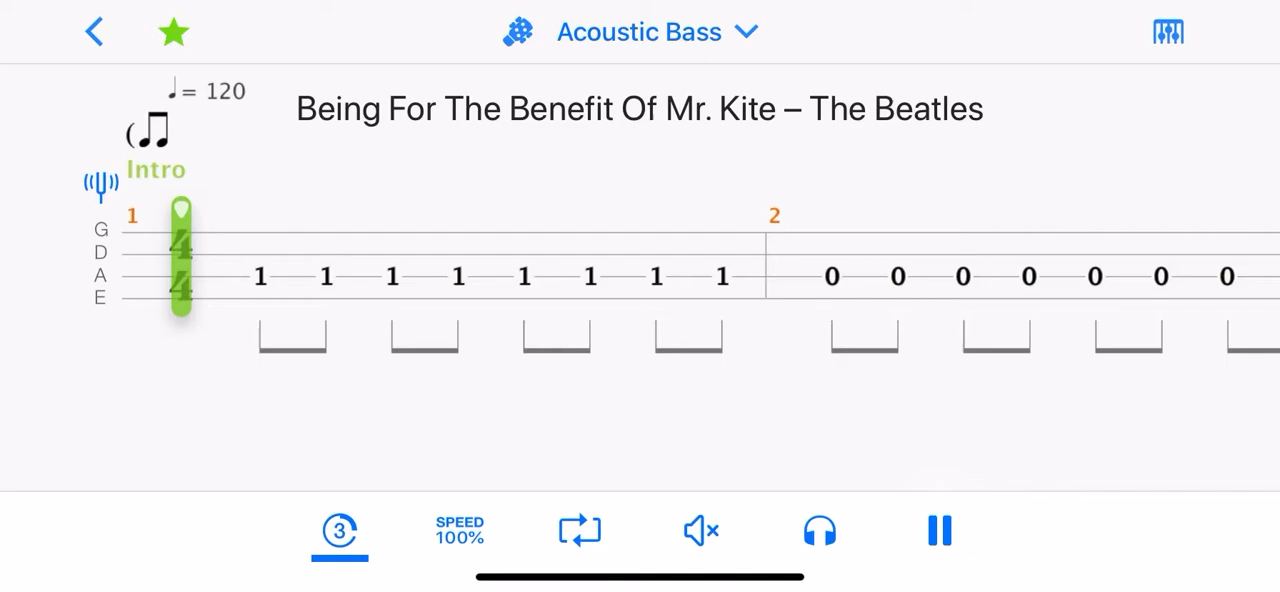 Acoustic Bass
= 120
Being For The Benefit Of Mr. Kite – The Beatles
(
Intro
1 2
G
D
A 1 1 1 1 1 1 1 1 0 0 0 0 0 0 0
E
4
4
3 SPEED
100%